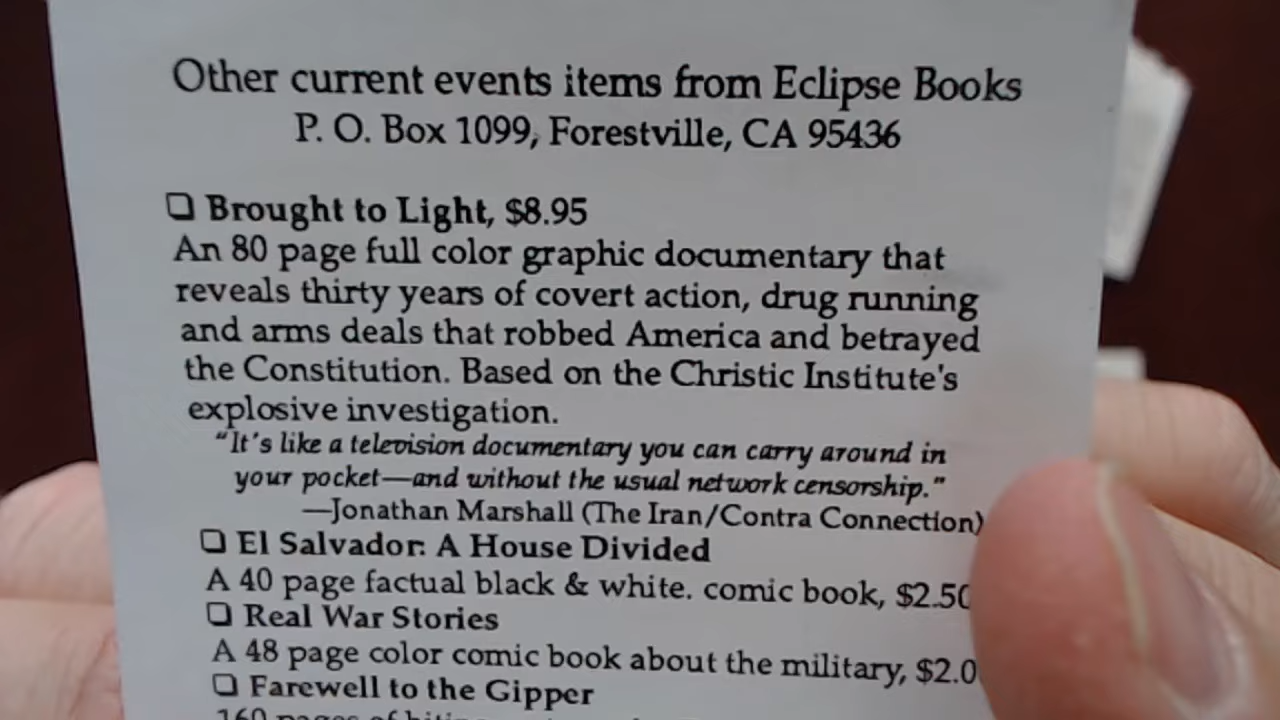 Other current events items from Eclipse Books
P. O. Box 1099, Forestville, CA 95436
❏ Brought to Light, $8.95
An 80 page full color graphic documentary that
reveals thirty years of covert action, drug running
and arms deals that robbed America and betrayed
the Constitution. Based on the Christic Institute's
explosive investigation.
"It's like a television documentary you can carry around in
your pocket—and without the usual network censorship."
—Jonathan Marshall (The Iran/Contra Connection)
❏ El Salvador: A House Divided
A 40 page factual black & white. comic book, $2.50
❏ Real War Stories
A 48 page color comic book about the military, $2.0
❏ Farewell to the Gipper
160 pages of